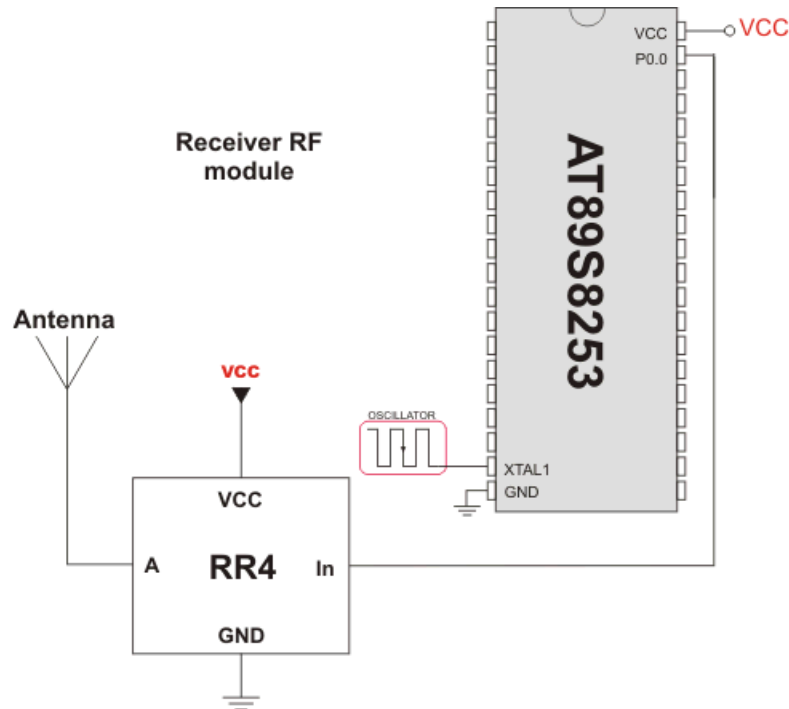 VCC
VCC
P0.0
Receiver RF
module
AT89S8253
Antenna
vcc
OSCILLATOR
XTAL1
GND
VCC
A
RR4
In
GND